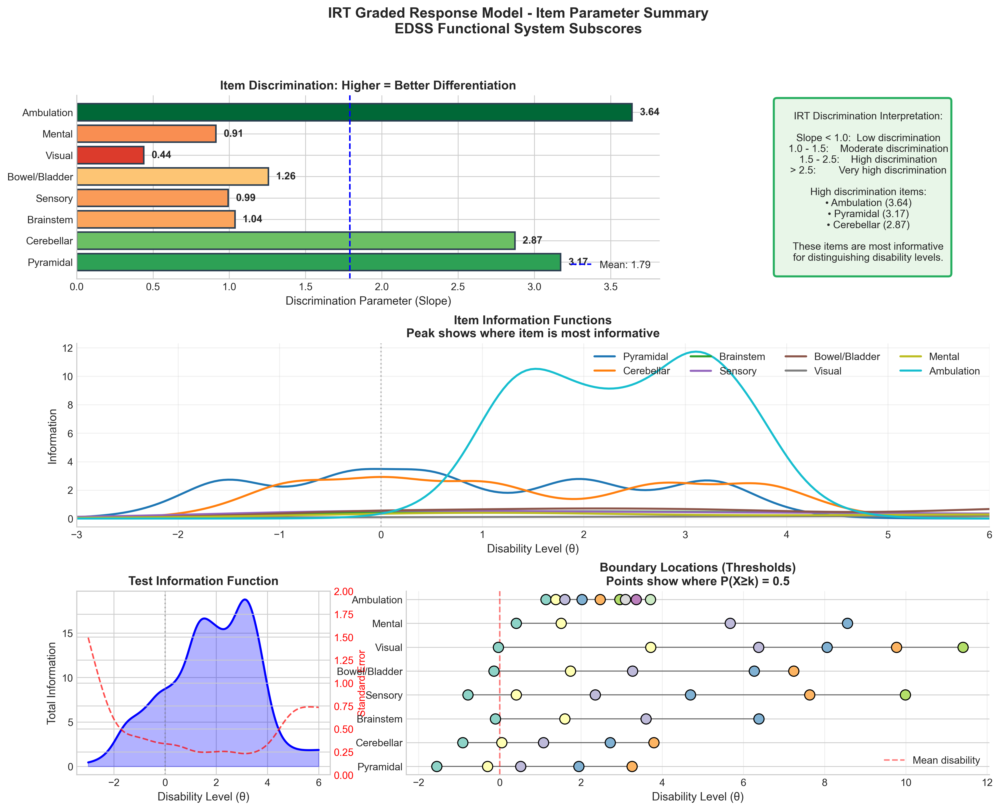 IRT Graded Response Model - Item Parameter Summary
EDSS Functional System Subscores
Item Discrimination: Higher = Better Differentiation
Ambulation
Mental
Visual
Bowel/Bladder
Sensory
Brainstem
Cerebellar
Pyramidal
3.64
0.91
0.44
1.26
0.99
1.04
2.87
3.17
Mean: 1.79
0.0 0.5 1.0 1.5 2.0 2.5 3.0 3.5
Discrimination Parameter (Slope)
IRT Discrimination Interpretation:
Slope < 1.0: Low discrimination
1.0 - 1.5: Moderate discrimination
1.5 - 2.5: High discrimination
> 2.5: Very high discrimination
High discrimination items:
• Ambulation (3.64)
• Pyramidal (3.17)
• Cerebellar (2.87)
These items are most informative
for distinguishing disability levels.
Item Information Functions
Peak shows where item is most informative
Information
12
10
8
6
4
2
0
Pyramidal Brainstem Bowel/Bladder Mental
Cerebellar Sensory Visual Ambulation
−3 −2 −1 0 1 2 3 4 5 6
Disability Level (θ)
Test Information Function
Total Information
15
10
5
0
2.00
1.75
1.50
1.25
1.00
0.75
0.50
0.25
0.00
Standard Error
−2 0 2 4 6
Disability Level (θ)
Boundary Locations (Thresholds)
Points show where P(X≥k) = 0.5
Ambulation
Mental
Visual
Bowel/Bladder
Sensory
Brainstem
Cerebellar
Pyramidal
Mean disability
−2 0 2 4 6 8 10 12
Disability Level (θ)